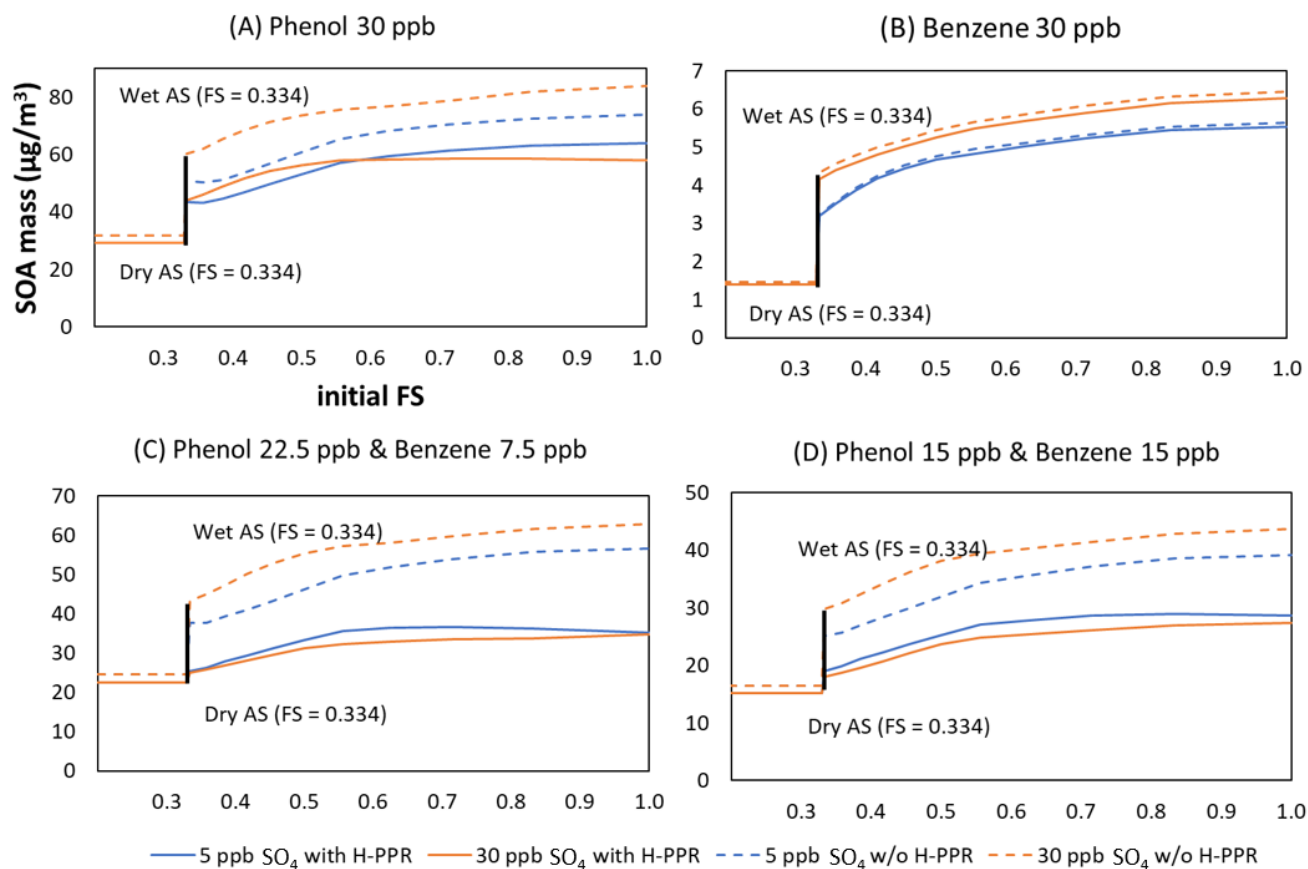 (A) Phenol 30 ppb
(B) Benzene 30 ppb
SOA mass (µg/m³)
80
60
40
20
0
Wet AS (FS = 0.334)
Dry AS (FS = 0.334)
0.3 0.4 0.5 0.6 0.7 0.8 0.9 1.0
initial FS
7
6
5
4
3
2
1
0
Wet AS (FS = 0.334)
Dry AS (FS = 0.334)
0.3 0.4 0.5 0.6 0.7 0.8 0.9 1.0
(C) Phenol 22.5 ppb & Benzene 7.5 ppb
(D) Phenol 15 ppb & Benzene 15 ppb
70
60
50
40
30
20
10
0
Wet AS (FS = 0.334)
Dry AS (FS = 0.334)
0.3 0.4 0.5 0.6 0.7 0.8 0.9 1.0
50
40
30
20
10
0
Wet AS (FS = 0.334)
Dry AS (FS = 0.334)
0.3 0.4 0.5 0.6 0.7 0.8 0.9 1.0
5 ppb SO₄ with H-PPR 30 ppb SO₄ with H-PPR 5 ppb SO₄ w/o H-PPR 30 ppb SO₄ w/o H-PPR